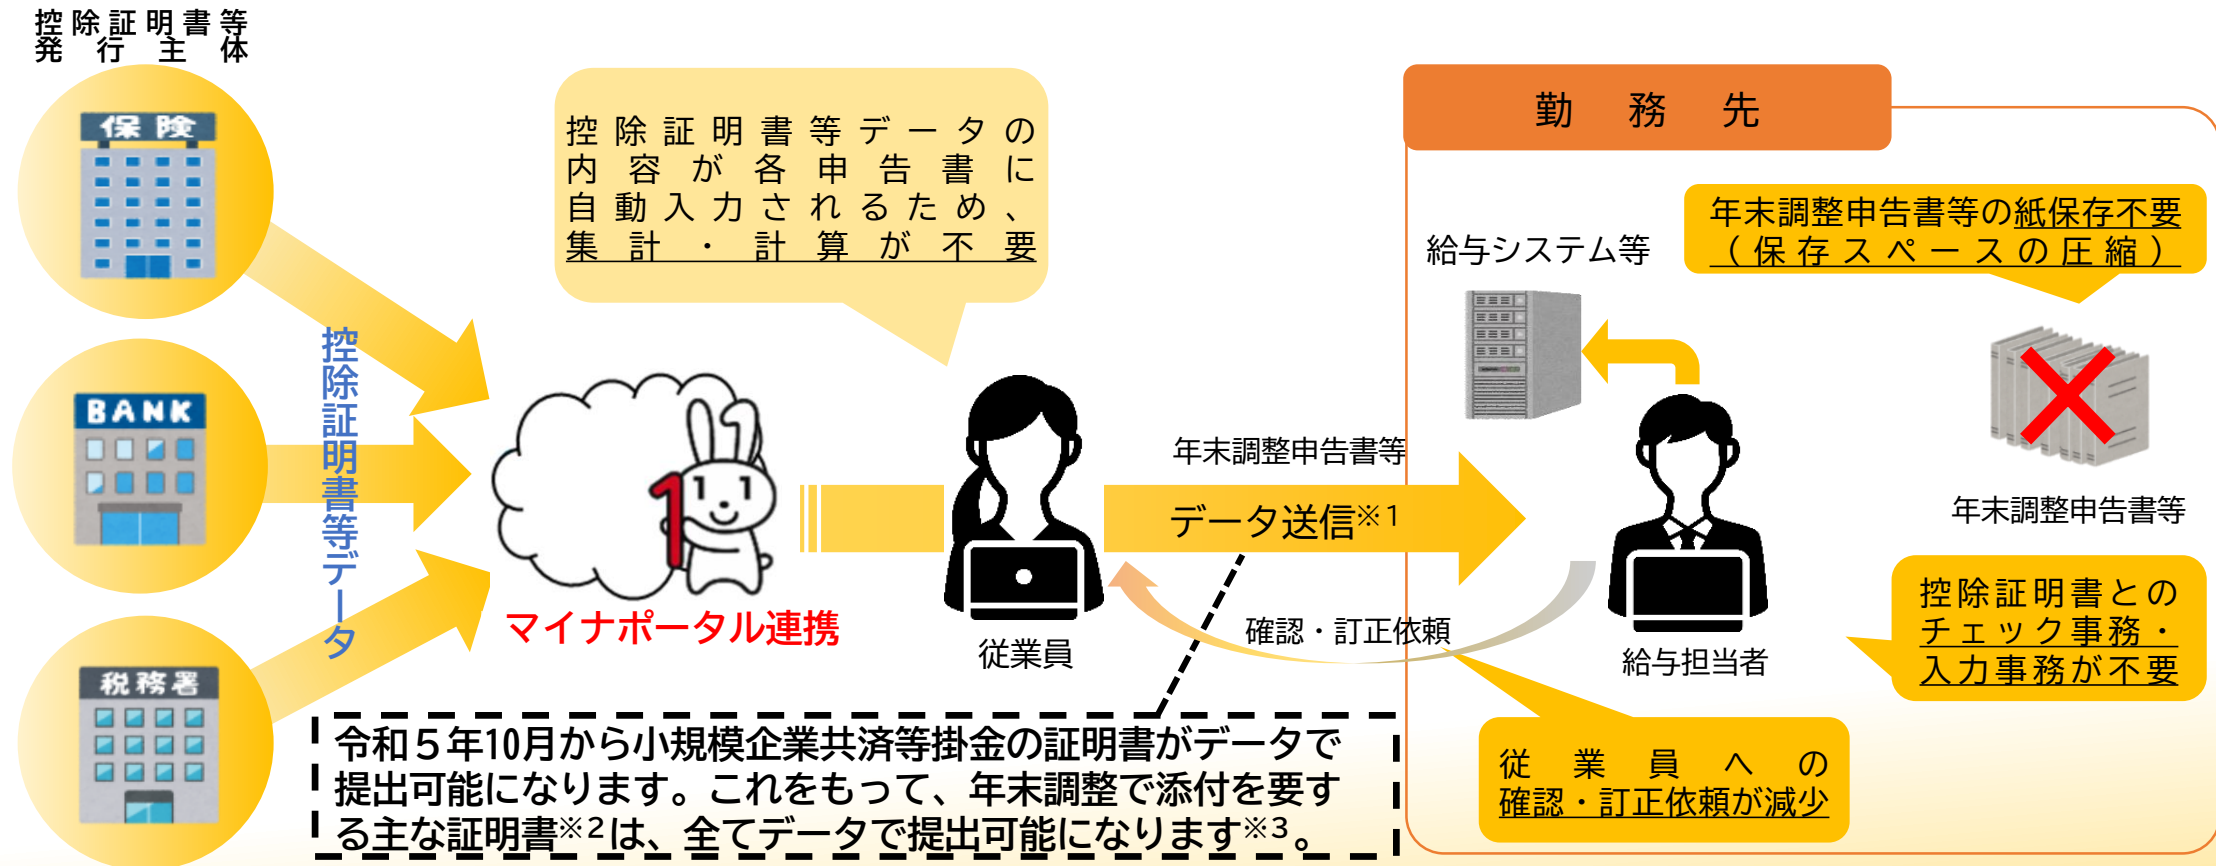 控除証明書等
発行主体
保険
BANK
税務署
控除証明書等データ
控除証明書等データの
内容が各申告書に
自動入力されるため、
集計・計算が不要
マイナポータル連携
従業員
年末調整申告書等
データ送信※1
確認・訂正依頼
勤務先
給与システム等
年末調整申告書等の紙保存不要
（保存スペースの圧縮）
年末調整申告書等
給与担当者
控除証明書との
チェック事務・
入力事務が不要
従業員への
確認・訂正依頼が減少
令和５年10月から小規模企業共済等掛金の証明書がデータで
提出可能になります。これをもって、年末調整で添付を要す
る主な証明書※2は、全てデータで提出可能になります※3。